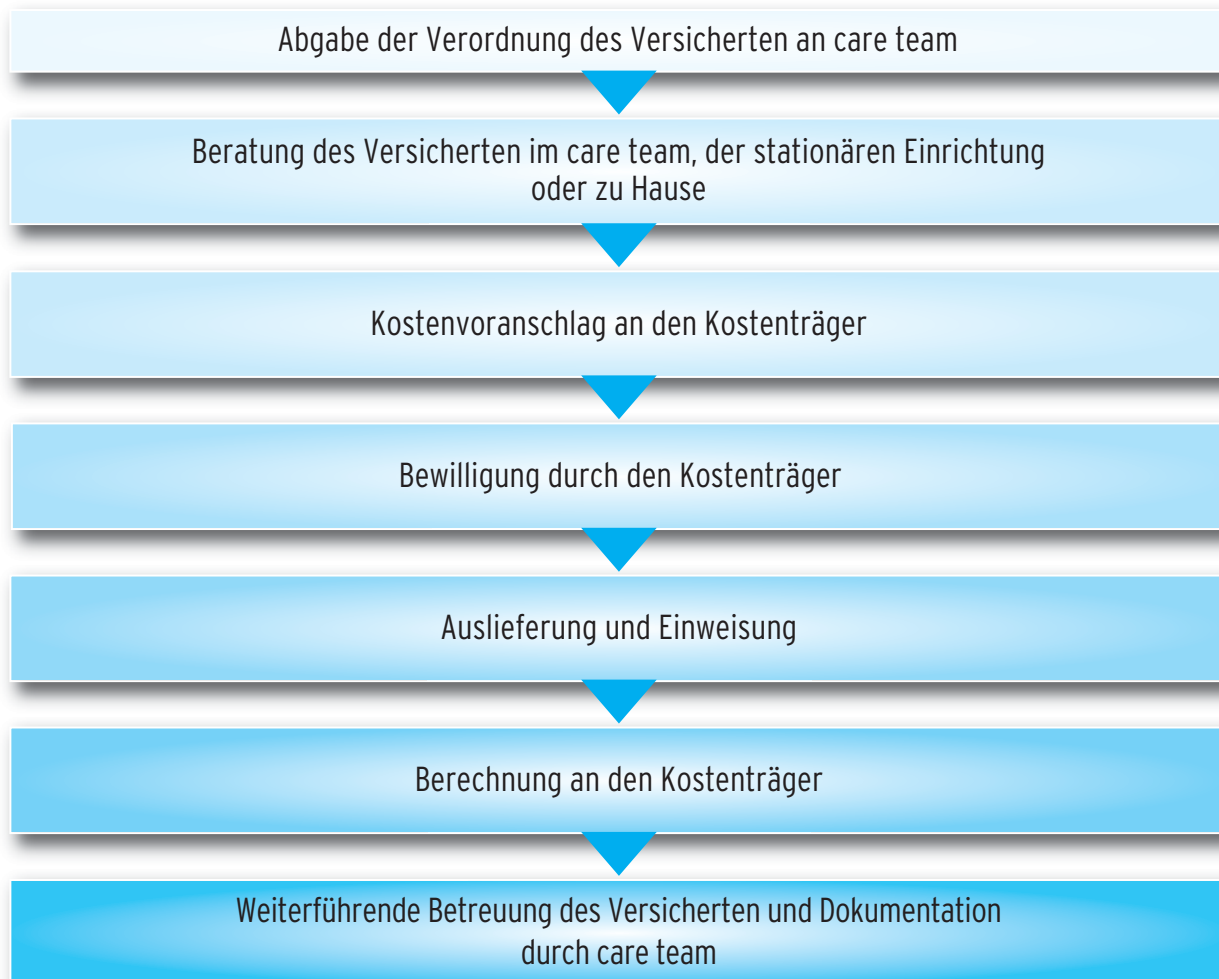 Abgabe der Verordnung des Versicherten an care team
Beratung des Versicherten im care team, der stationären Einrichtung
oder zu Hause
Kostenvoranschlag an den Kostenträger
Bewilligung durch den Kostenträger
Auslieferung und Einweisung
Berechnung an den Kostenträger
Weiterführende Betreuung des Versicherten und Dokumentation
durch care team